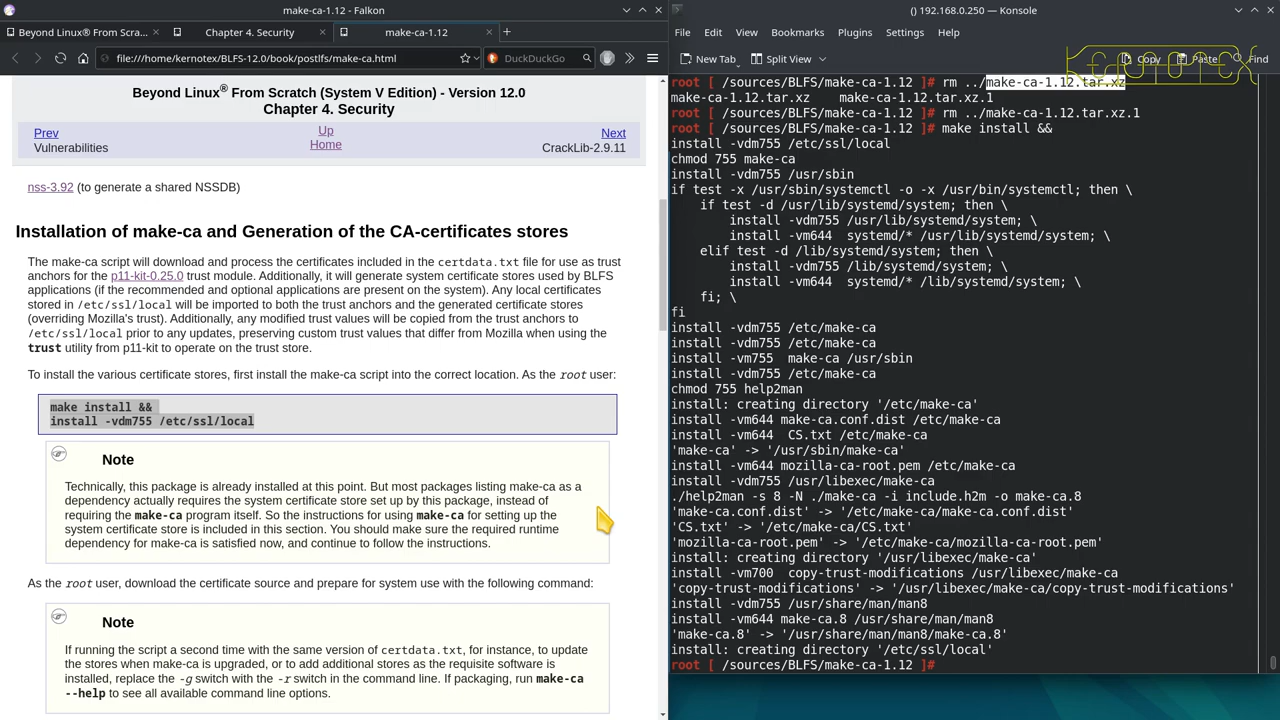 make-ca-1.12 - Falkon
Beyond Linux® From Scra...
Chapter 4. Security
make-ca-1.12
file:///home/kernotex/BLFS-12.0/book/postlfs/make-ca.html
DuckDuckGo
Beyond Linux® From Scratch (System V Edition) - Version 12.0
Chapter 4. Security
Prev
Up
Next
Vulnerabilities
Home
CrackLib-2.9.11
nss-3.92 (to generate a shared NSSDB)
Installation of make-ca and Generation of the CA-certificates stores
The make-ca script will download and process the certificates included in the certdata.txt file for use as trust
anchors for the p11-kit-0.25.0 trust module. Additionally, it will generate system certificate stores used by BLFS
applications (if the recommended and optional applications are present on the system). Any local certificates
stored in /etc/ssl/local will be imported to both the trust anchors and the generated certificate stores
(overriding Mozilla's trust). Additionally, any modified trust values will be copied from the trust anchors to
/etc/ssl/local prior to any updates, preserving custom trust values that differ from Mozilla when using the
trust utility from p11-kit to operate on the trust store.
To install the various certificate stores, first install the make-ca script into the correct location. As the root user:
make install &&
install -vdm755 /etc/ssl/local
Note
Technically, this package is already installed at this point. But most packages listing make-ca as a
dependency actually requires the system certificate store set up by this package, instead of
requiring the make-ca program itself. So the instructions for using make-ca for setting up the
system certificate store is included in this section. You should make sure the required runtime
dependency for make-ca is satisfied now, and continue to follow the instructions.
As the root user, download the certificate source and prepare for system use with the following command:
Note
If running the script a second time with the same version of certdata.txt, for instance, to update
the stores when make-ca is upgraded, or to add additional stores as the requisite software is
installed, replace the -g switch with the -r switch in the command line. If packaging, run make-ca
--help to see all available command line options.
() 192.168.0.250 — Konsole
File Edit View Bookmarks Plugins Settings Help
New Tab
Split View
Copy
Paste
Find
kernotex
root [ /sources/BLFS/make-ca-1.12 ]# rm ../make-ca-1.12.tar.xz
make-ca-1.12.tar.xz    make-ca-1.12.tar.xz.1
root [ /sources/BLFS/make-ca-1.12 ]# rm ../make-ca-1.12.tar.xz.1
root [ /sources/BLFS/make-ca-1.12 ]# make install &&
install -vdm755 /etc/ssl/local
chmod 755 make-ca
install -vdm755 /usr/sbin
if test -x /usr/sbin/systemctl -o -x /usr/bin/systemctl; then \
    if test -d /usr/lib/systemd/system; then \
        install -vdm755 /usr/lib/systemd/system; \
        install -vm644  systemd/* /usr/lib/systemd/system; \
    elif test -d /lib/systemd/system; then \
        install -vdm755 /lib/systemd/system; \
        install -vm644  systemd/* /lib/systemd/system; \
    fi; \
fi
install -vdm755 /etc/make-ca
install -vdm755 /etc/make-ca
install -vm755  make-ca /usr/sbin
install -vdm755 /etc/make-ca
chmod 755 help2man
install: creating directory '/etc/make-ca'
install -vm644 make-ca.conf.dist /etc/make-ca
install -vm644  CS.txt /etc/make-ca
'make-ca' -> '/usr/sbin/make-ca'
install -vm644 mozilla-ca-root.pem /etc/make-ca
install -vdm755 /usr/libexec/make-ca
./help2man -s 8 -N ./make-ca -i include.h2m -o make-ca.8
'make-ca.conf.dist' -> '/etc/make-ca/make-ca.conf.dist'
'CS.txt' -> '/etc/make-ca/CS.txt'
'mozilla-ca-root.pem' -> '/etc/make-ca/mozilla-ca-root.pem'
install: creating directory '/usr/libexec/make-ca'
install -vm700  copy-trust-modifications /usr/libexec/make-ca
'copy-trust-modifications' -> '/usr/libexec/make-ca/copy-trust-modifications'
install -vdm755 /usr/share/man/man8
install -vm644 make-ca.8 /usr/share/man/man8
'make-ca.8' -> '/usr/share/man/man8/make-ca.8'
install: creating directory '/etc/ssl/local'
root [ /sources/BLFS/make-ca-1.12 ]#